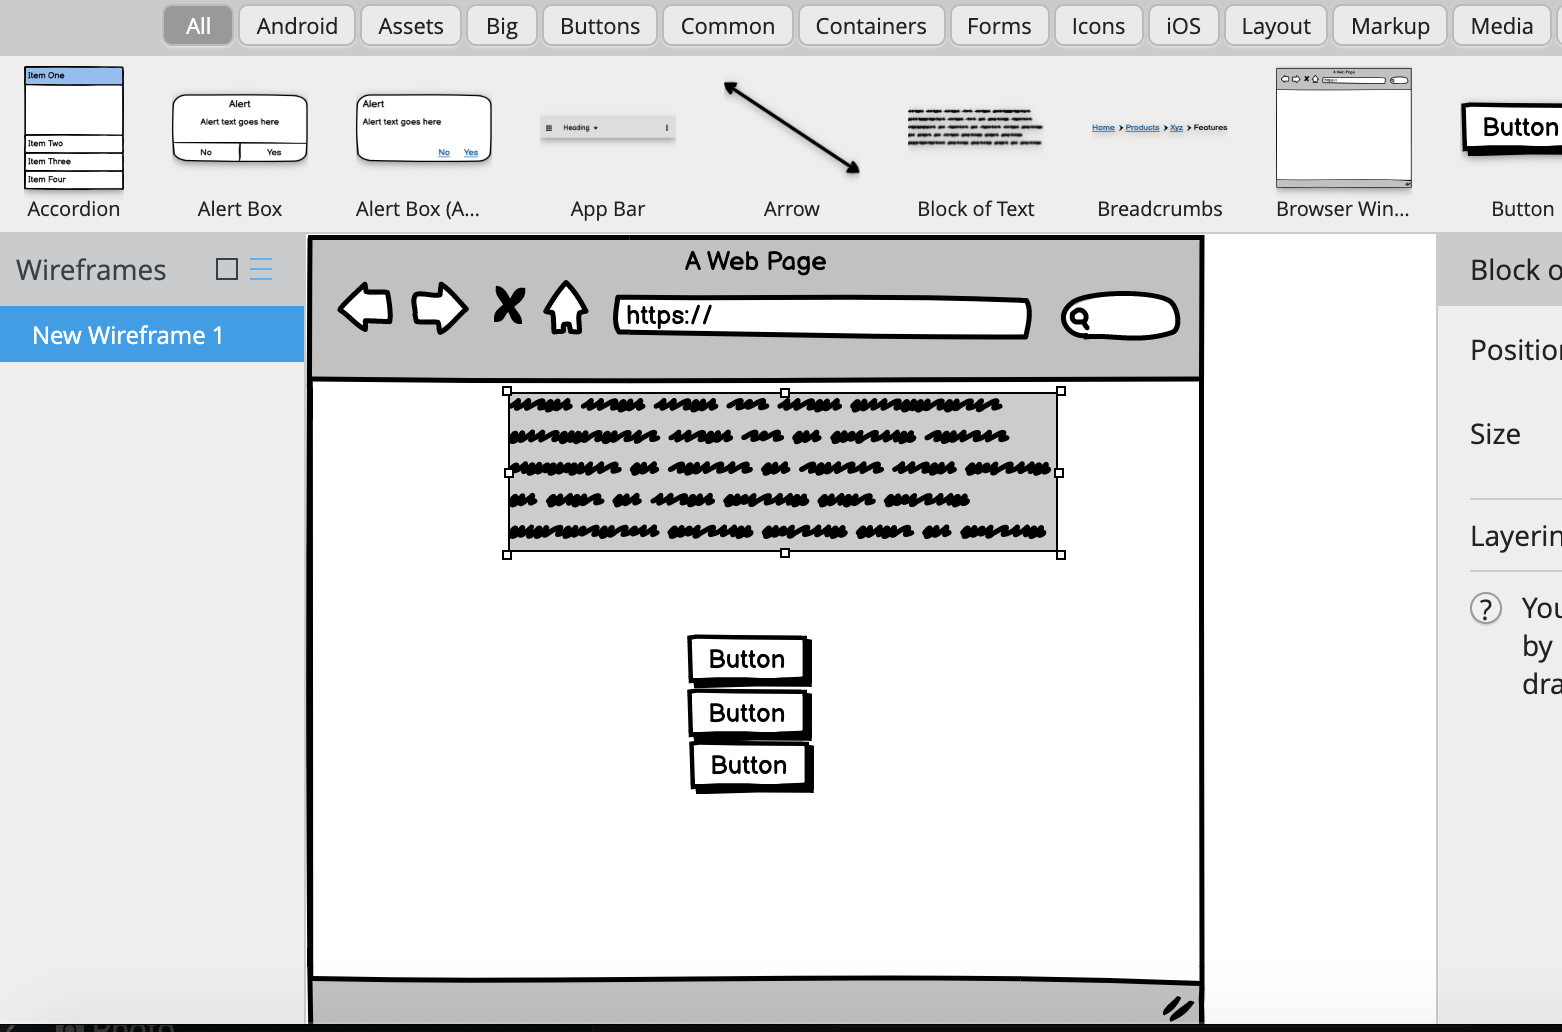 All Android Assets Big Buttons Common Containers Forms Icons iOS Layout Markup Media
Item One
Item Two
Item Three
Item Four
Accordion
Alert
Alert text goes here
No Yes
Alert Box
Alert
Alert text goes here
No Yes
Alert Box (A...
Heading
App Bar
Arrow
Block of Text
Home Products Xyz Features
Breadcrumbs
A Web Page
https://
Browser Win...
Button
Button
Wireframes
New Wireframe 1
A Web Page
https://
Button
Button
Button
Block o
Position
Size
Layerin
? You
by
dra
Photo